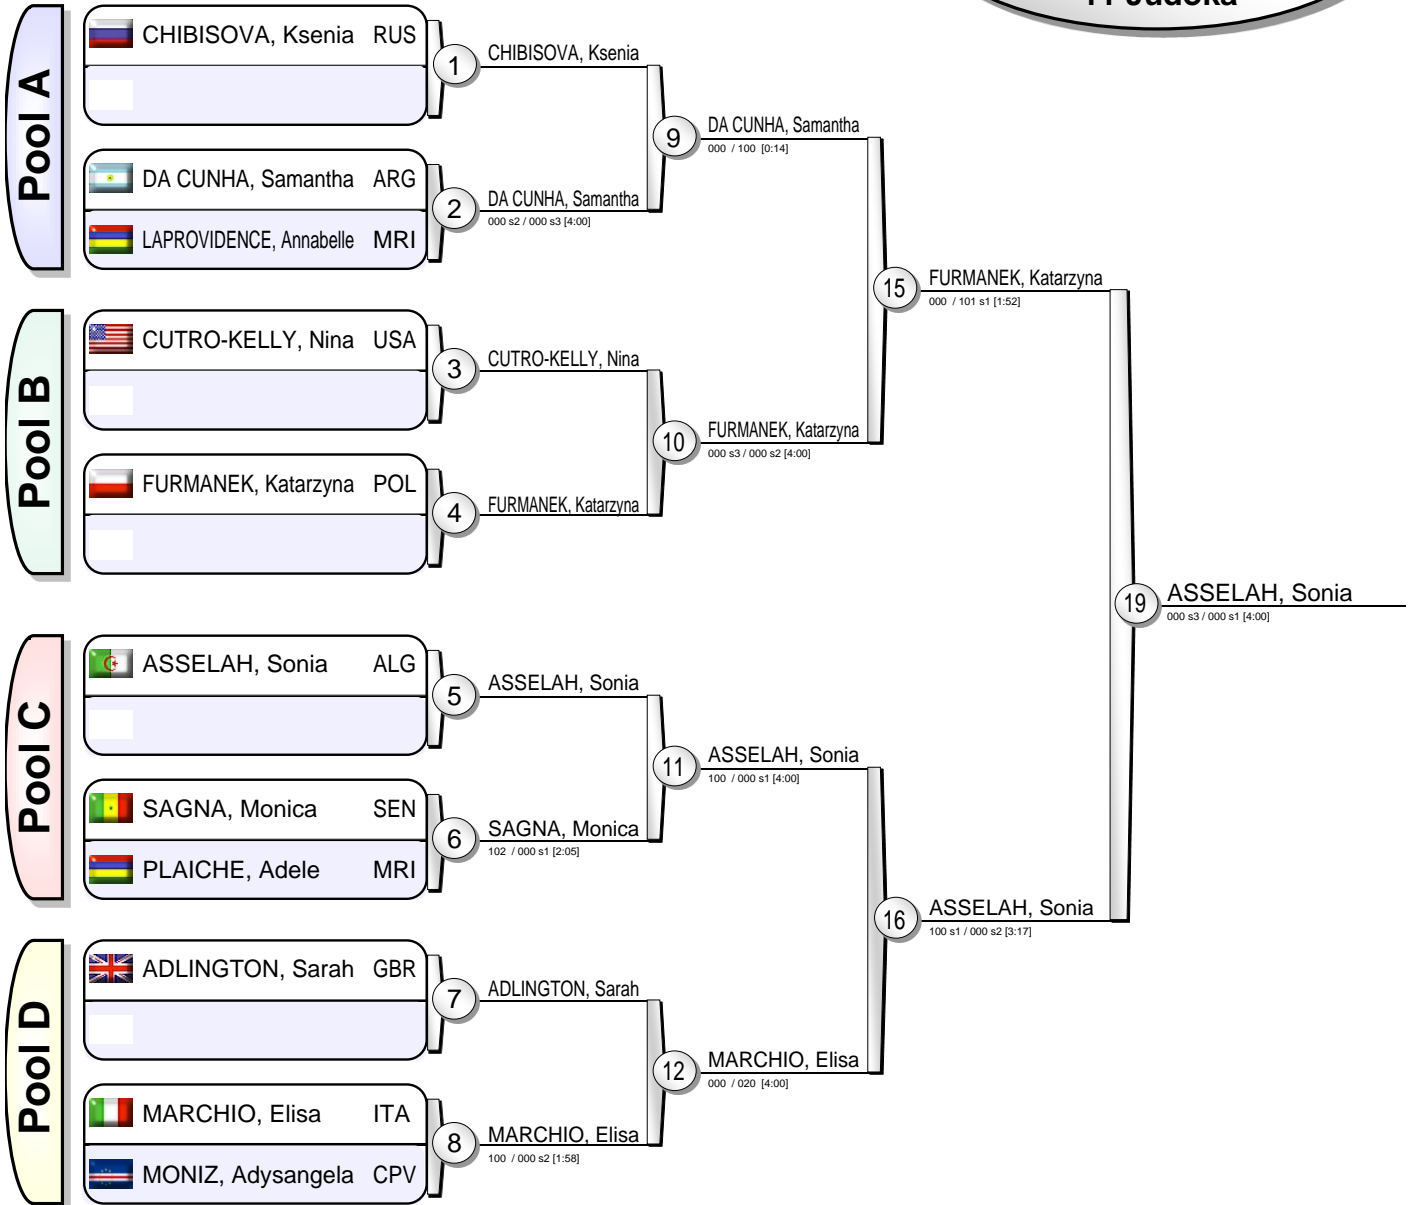 11 Judoka
Pool A
CHIBISOVA, Ksenia RUS
1
CHIBISOVA, Ksenia
DA CUNHA, Samantha ARG
LAPROVIDENCE, Annabelle MRI
2
DA CUNHA, Samantha
000 s2 / 000 s3 [4:00]
9
DA CUNHA, Samantha
000 / 100 [0:14]
Pool B
CUTRO-KELLY, Nina USA
3
CUTRO-KELLY, Nina
FURMANEK, Katarzyna POL
4
FURMANEK, Katarzyna
10
FURMANEK, Katarzyna
000 s3 / 000 s2 [4:00]
15
FURMANEK, Katarzyna
000 / 101 s1 [1:52]
Pool C
ASSELAH, Sonia ALG
5
ASSELAH, Sonia
SAGNA, Monica SEN
PLAICHE, Adele MRI
6
SAGNA, Monica
102 / 000 s1 [2:05]
11
ASSELAH, Sonia
100 / 000 s1 [4:00]
Pool D
ADLINGTON, Sarah GBR
7
ADLINGTON, Sarah
MARCHIO, Elisa ITA
MONIZ, Adysangela CPV
8
MARCHIO, Elisa
100 / 000 s2 [1:58]
12
MARCHIO, Elisa
000 / 020 [4:00]
16
ASSELAH, Sonia
100 s1 / 000 s2 [3:17]
19
ASSELAH, Sonia
000 s3 / 000 s1 [4:00]